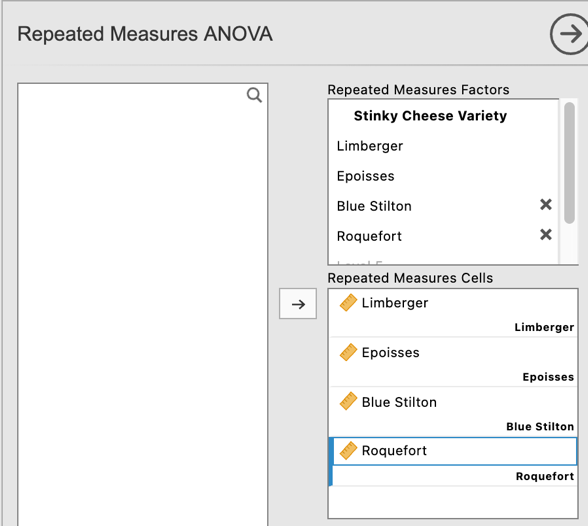 Repeated Measures ANOVA
Repeated Measures Factors
Stinky Cheese Variety
Limberger
Epoisses
Blue Stilton
Roquefort
Repeated Measures Cells
Limberger
Limberger
Epoisses
Epoisses
Blue Stilton
Blue Stilton
Roquefort
Roquefort